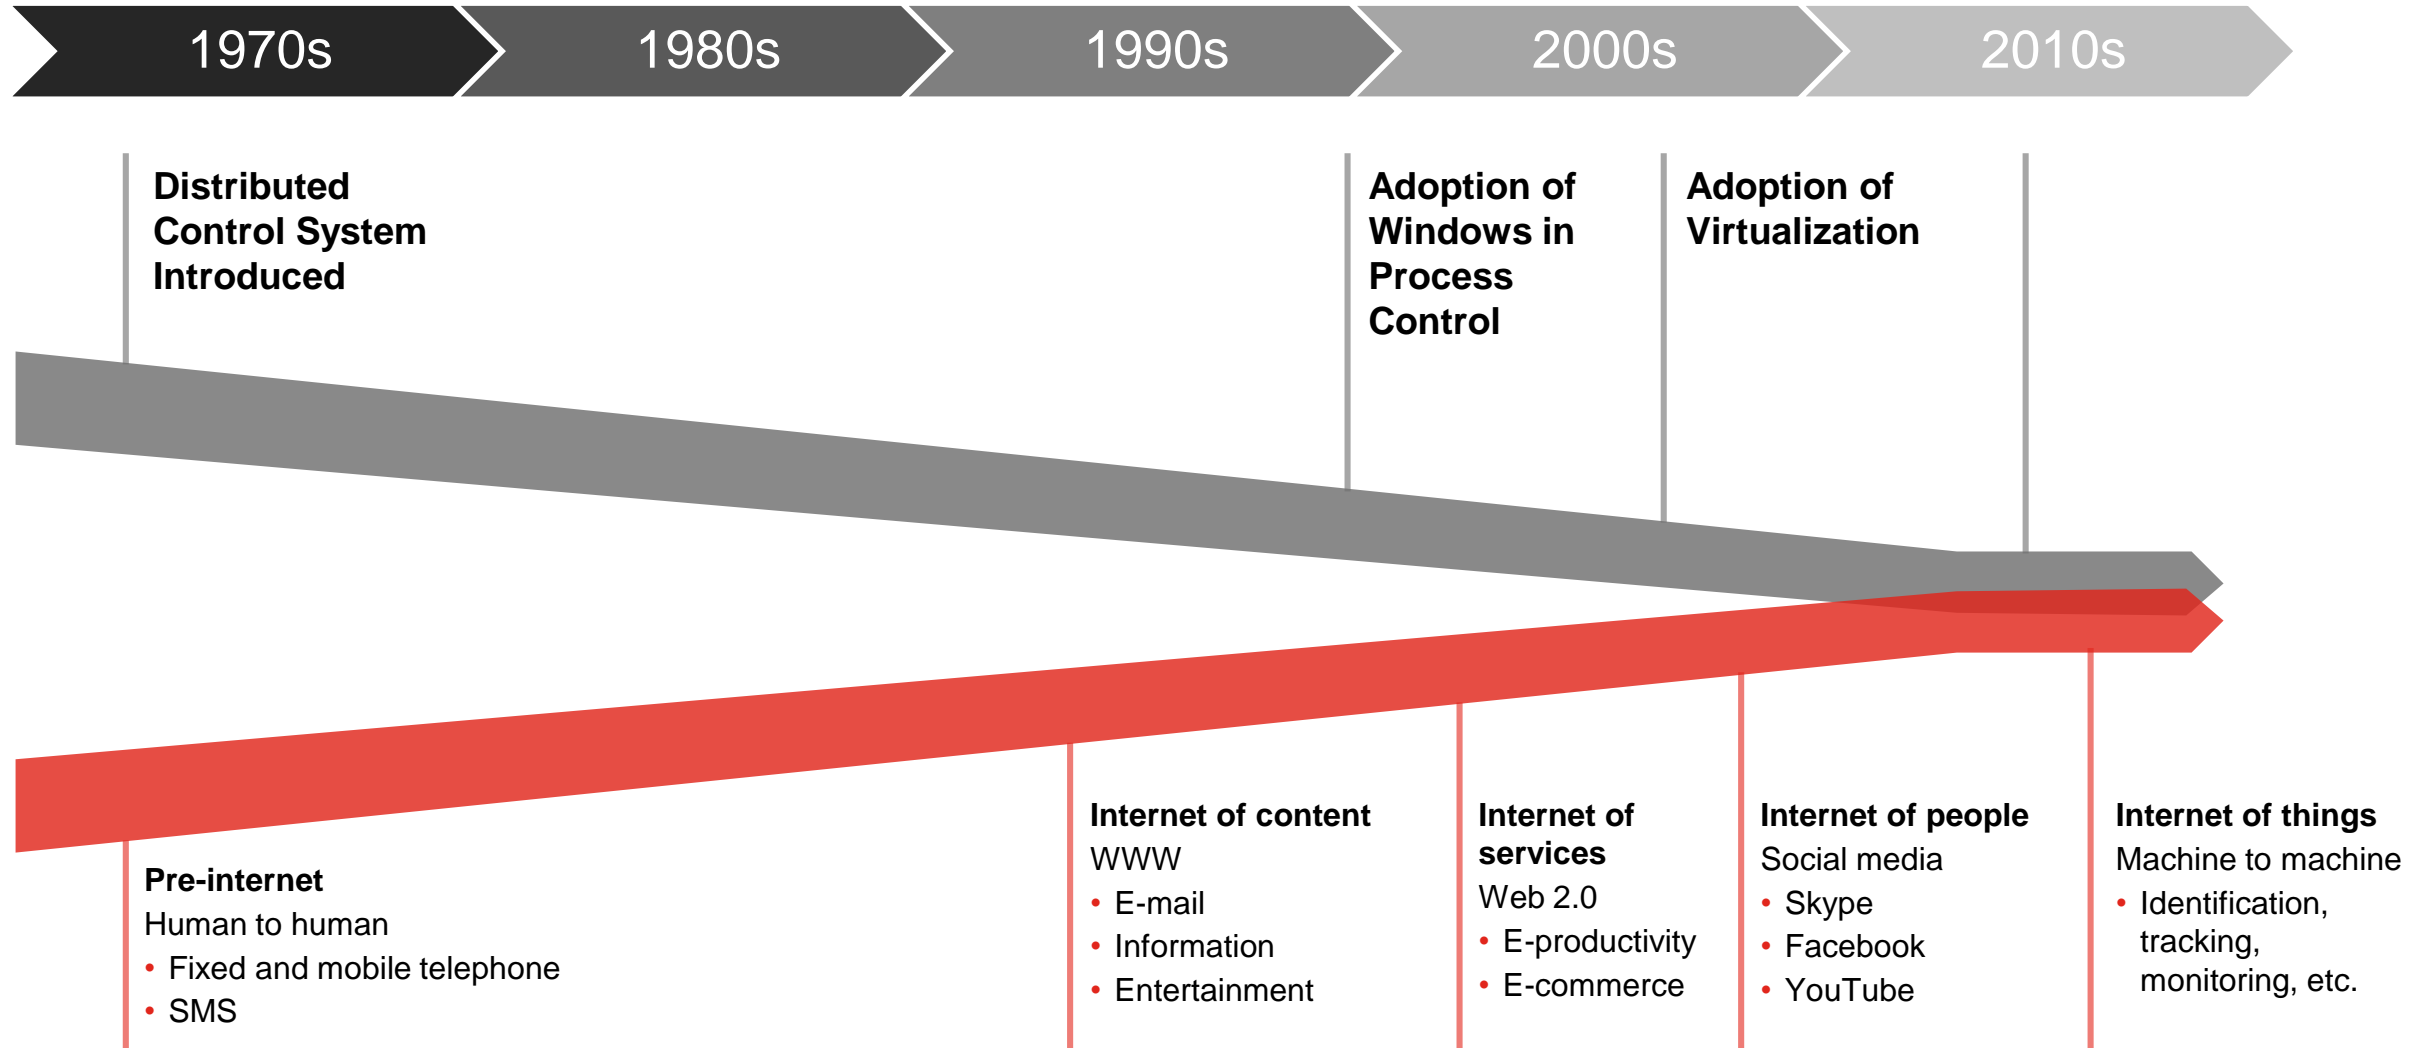 1970s
1980s
1990s
2000s
2010s
Distributed
Control System
Introduced
Adoption of
Windows in
Process
Control
Adoption of
Virtualization
Pre-internet
Human to human
• Fixed and mobile telephone
• SMS
Internet of content
WWW
• E-mail
• Information
• Entertainment
Internet of
services
Web 2.0
• E-productivity
• E-commerce
Internet of people
Social media
• Skype
• Facebook
• YouTube
Internet of things
Machine to machine
• Identification,
tracking,
monitoring, etc.